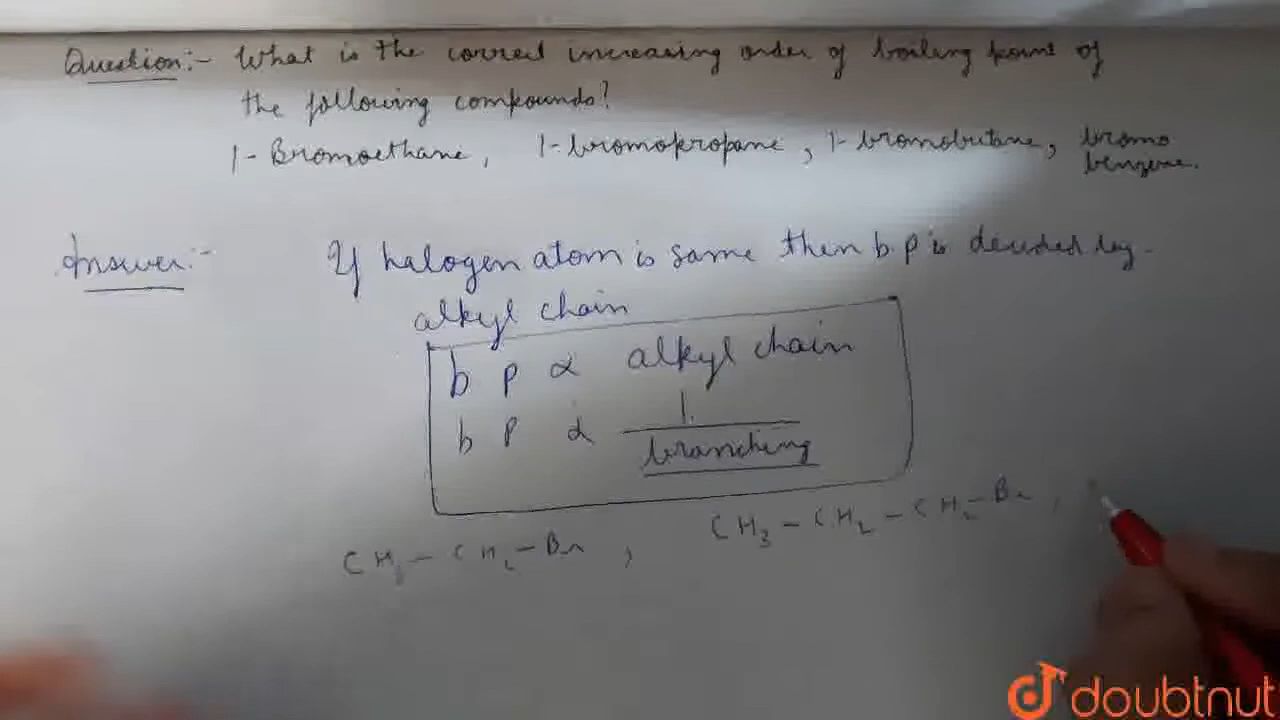 Question:- What is the correct increasing order of boiling point of
the following compounds?
1-Bromoethane, 1-bromopropane, 1-bromobutane, bromo
benzene.
Answer:- If halogen atom is same then b.p is decided by
alkyl chain
b p α alkyl chain
b p α 1
branching
CH3 - CH2 - Br , CH3 - CH2 - CH2 - Br ,
doubtnut